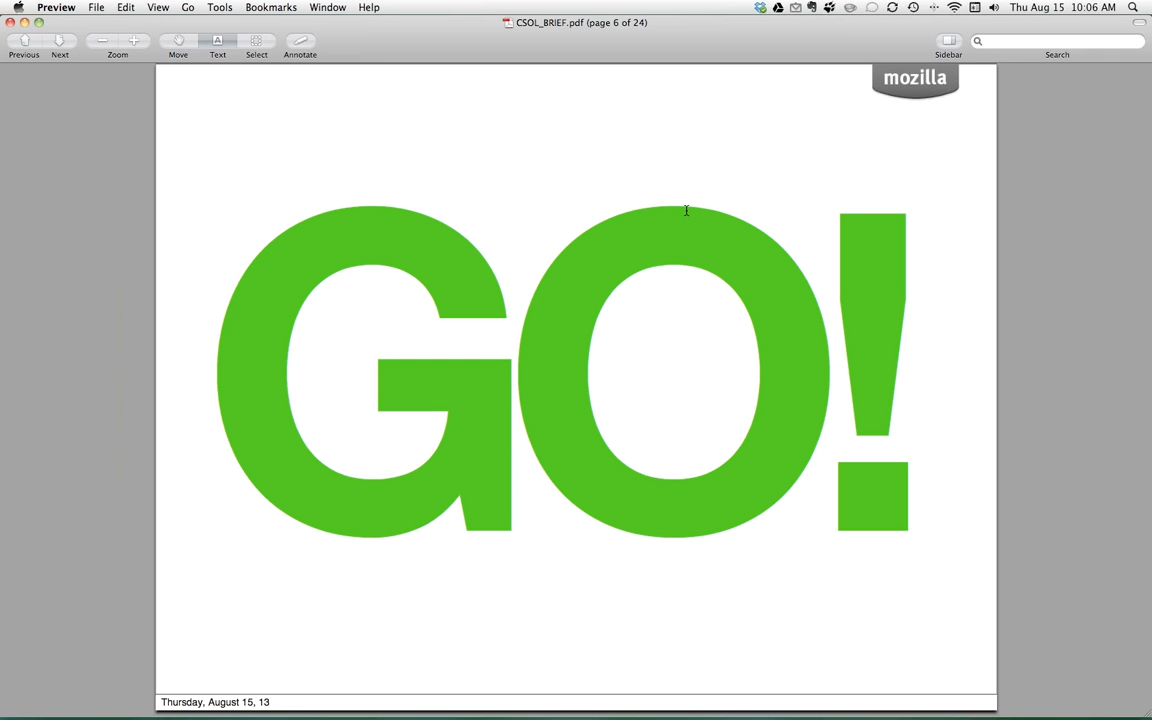 Preview File Edit View Go Tools Bookmarks Window Help Thu Aug 15 10:06 AM
CSOL_BRIEF.pdf (page 6 of 24)
Previous Next Zoom Move Text Select Annotate Sidebar Search
mozilla
GO!
Thursday, August 15, 13